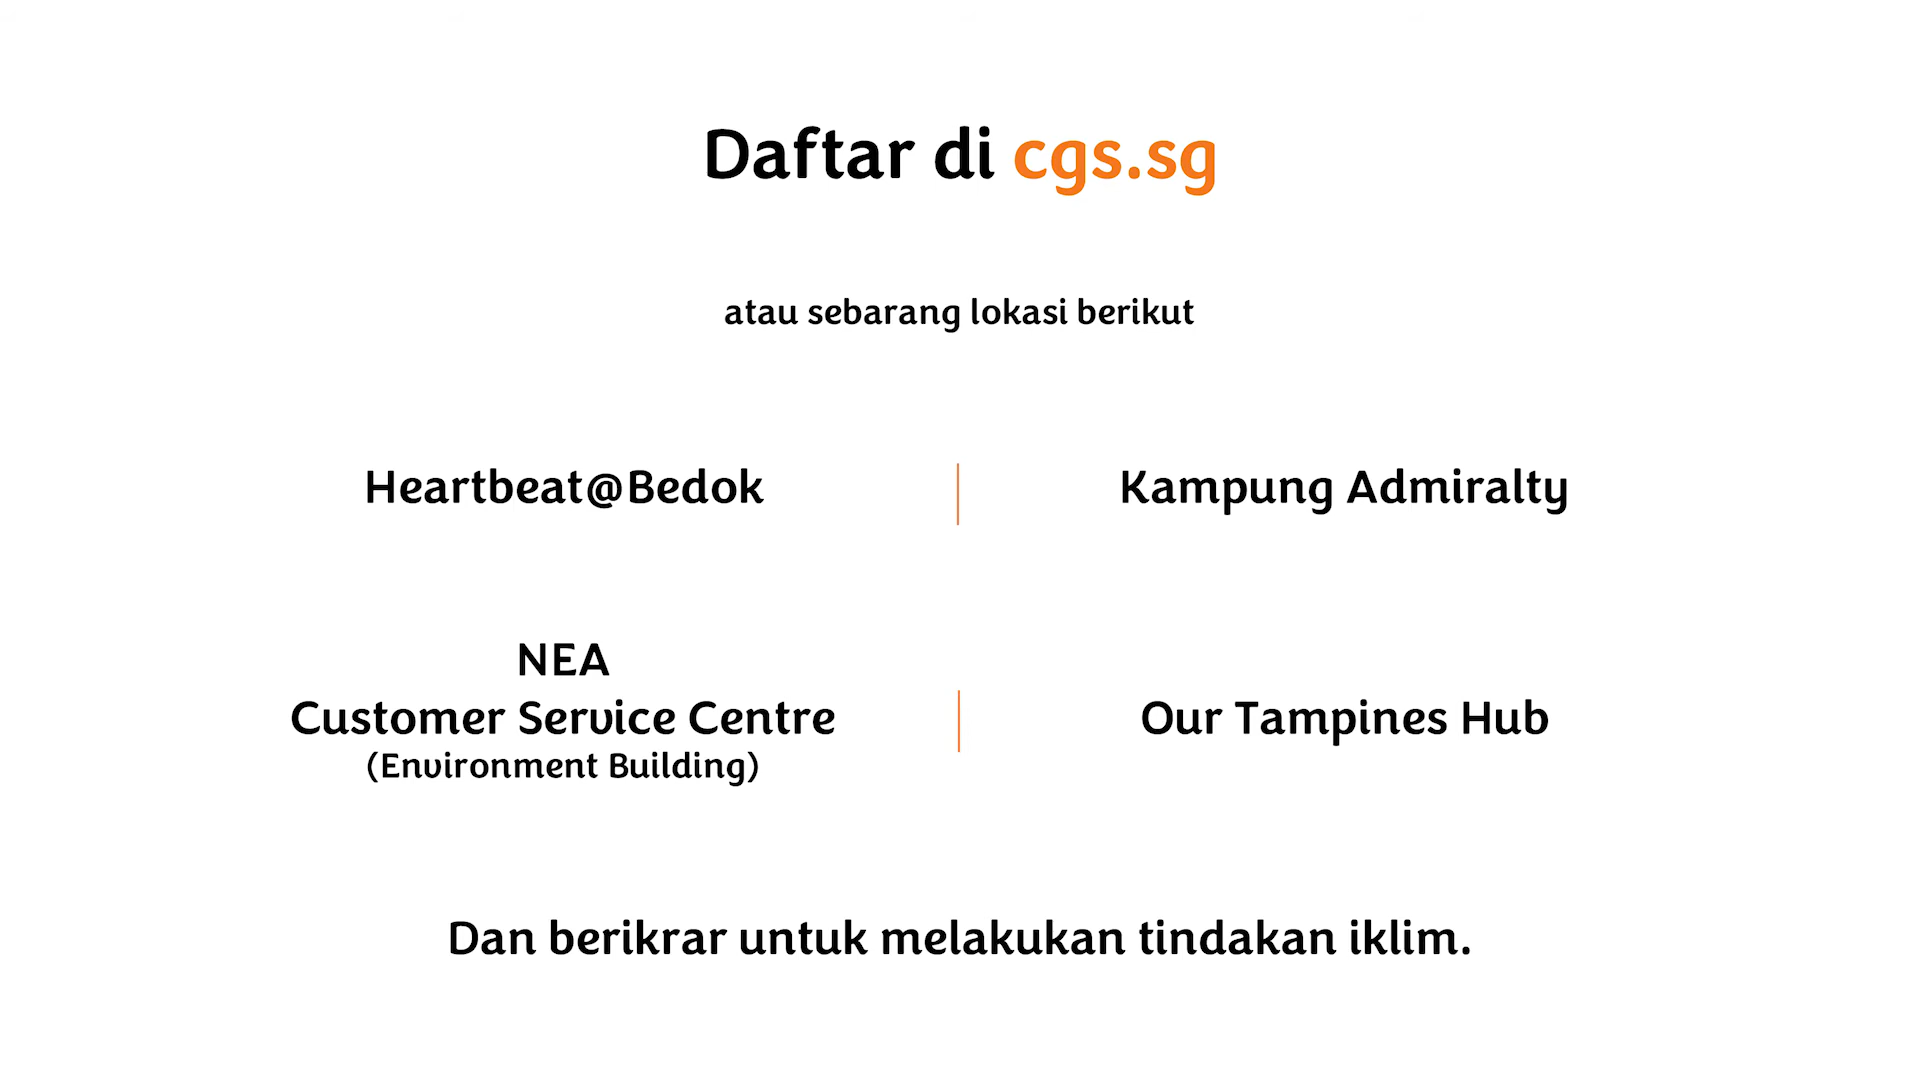 Daftar di cgs.sg
atau sebarang lokasi berikut
Heartbeat@Bedok
Kampung Admiralty
NEA
Customer Service Centre
(Environment Building)
Our Tampines Hub
Dan berikrar untuk melakukan tindakan iklim.